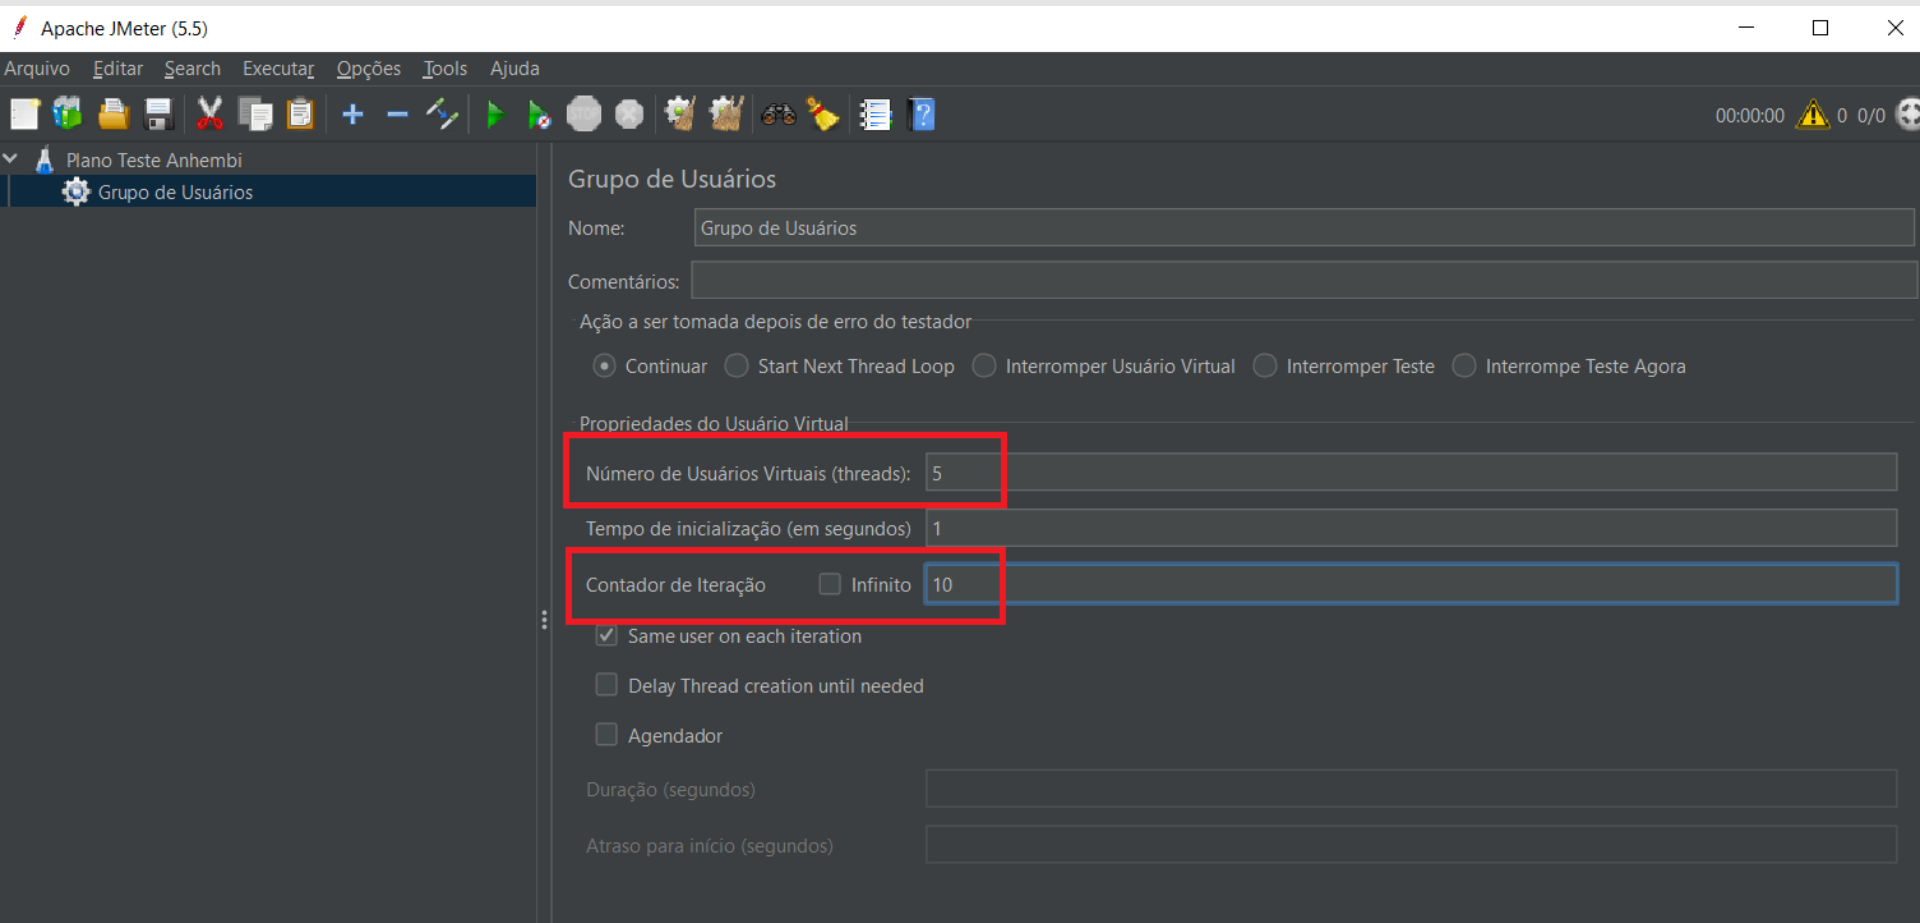 Apache JMeter (5.5)
Arquivo Editar Search Executar Opções Tools Ajuda
STOP
00:00:00 0 0/0
Plano Teste Anhembi
Grupo de Usuários
Grupo de Usuários
Nome: Grupo de Usuários
Comentários:
Ação a ser tomada depois de erro do testador
Continuar Start Next Thread Loop Interromper Usuário Virtual Interromper Teste Interrompe Teste Agora
Propriedades do Usuário Virtual
Número de Usuários Virtuais (threads): 5
Tempo de inicialização (em segundos) 1
Contador de Iteração Infinito 10
Same user on each iteration
Delay Thread creation until needed
Agendador
Duração (segundos)
Atraso para início (segundos)